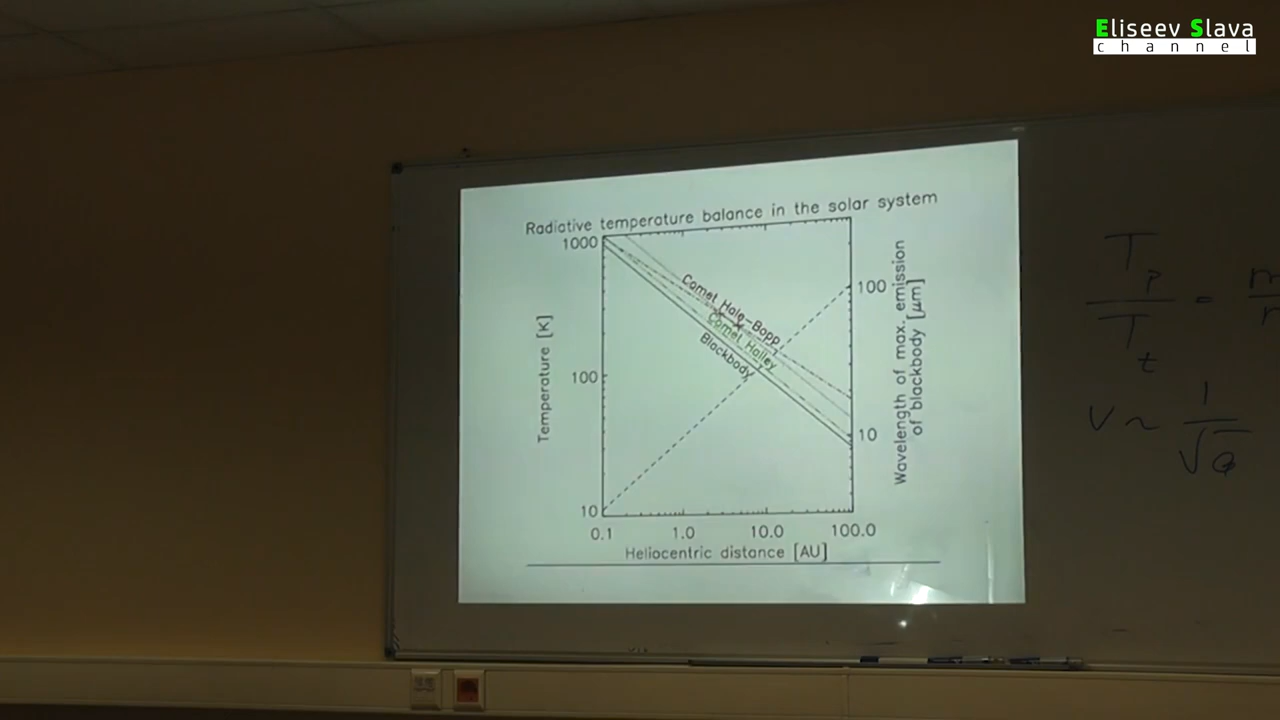 Eliseev Slava
channel
Radiative temperature balance in the solar system
1000
100
10
Temperature [K]
Comet Hale-Bopp
Comet Halley
Blackbody
100
10
Wavelength of max. emission
of blackbody [μm]
0.1 1.0 10.0 100.0
Heliocentric distance [AU]
T p
T t
=
v ~ 1